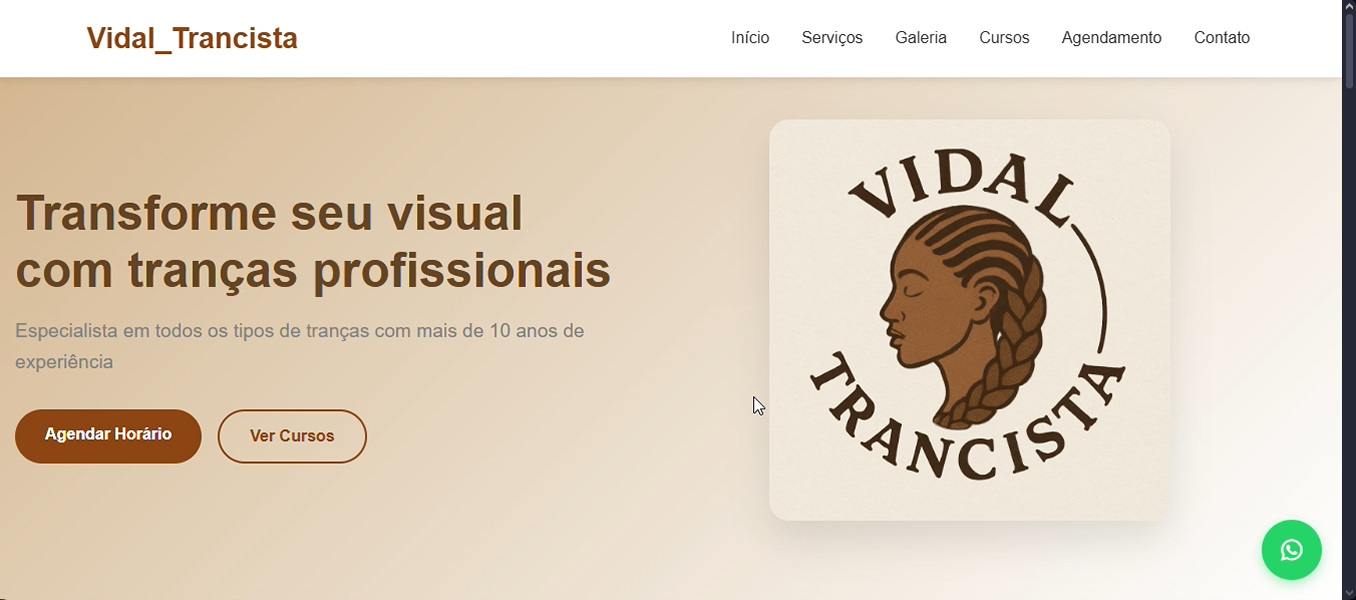 Vidal_Trancista
Início Serviços Galeria Cursos Agendamento Contato
Transforme seu visual
com tranças profissionais
Especialista em todos os tipos de tranças com mais de 10 anos de
experiência
Agendar Horário Ver Cursos
VIDAL
TRANCISTA